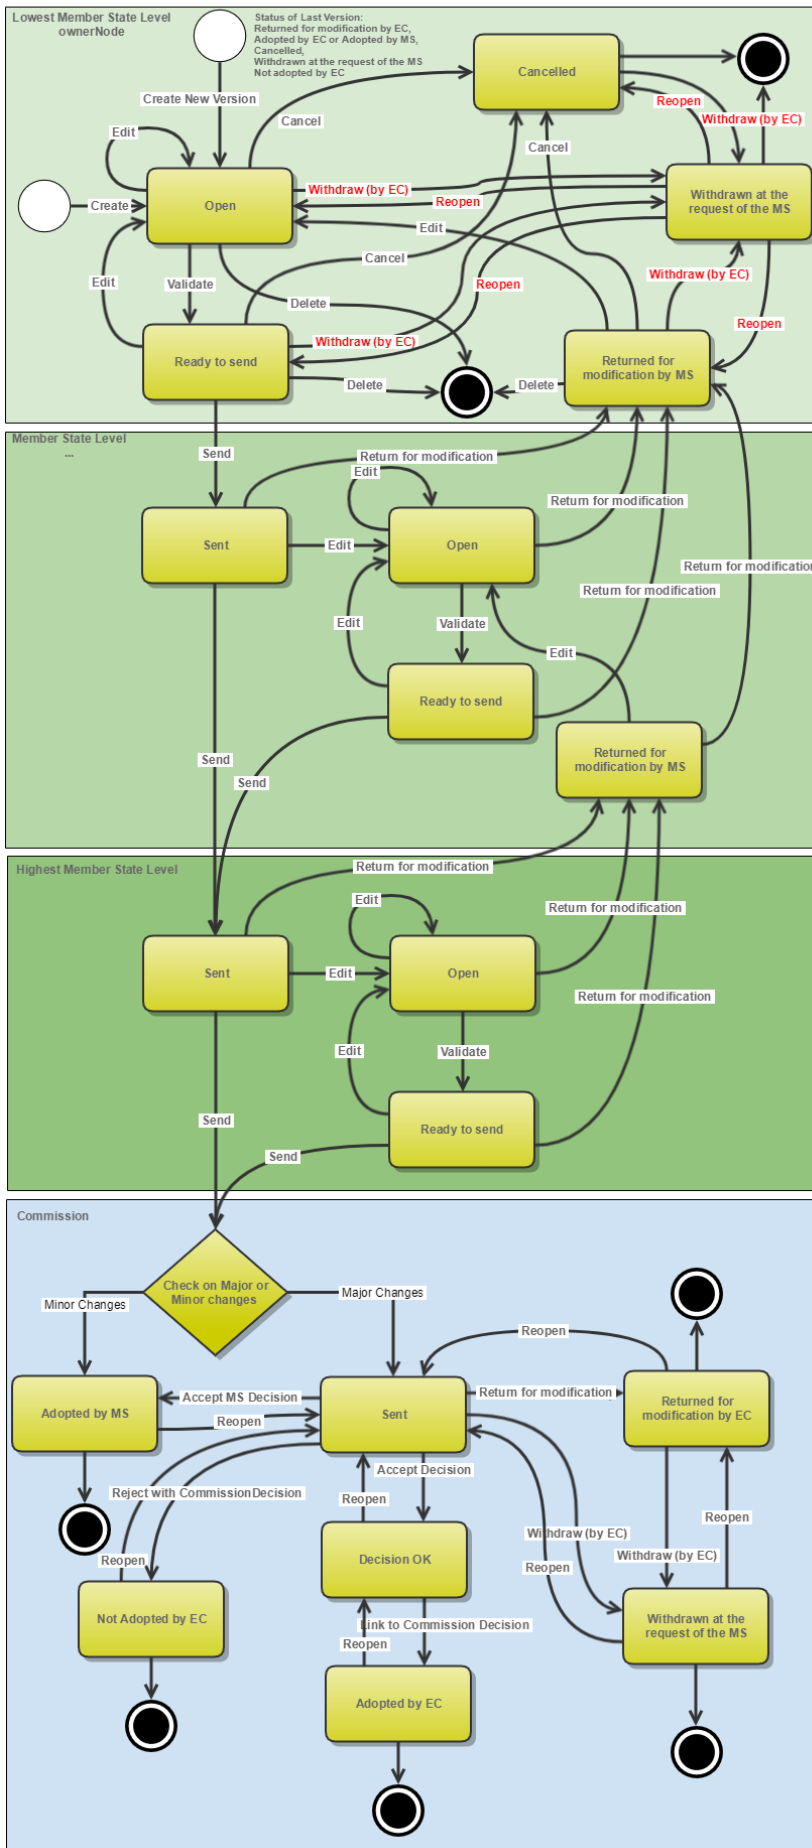 Lowest Member State Level
ownerNode
Status of Last Version:
Returned for modification by EC,
Adopted by EC or Adopted by MS,
Cancelled,
Withdrawn at the request of the MS
Not adopted by EC
Cancelled
Create New Version
Reopen
Withdraw (by EC)
Cancel
Edit
Cancel
Withdraw (by EC)
Reopen
Withdrawn at the
request of the MS
Create
Open
Edit
Cancel
Withdraw (by EC)
Edit
Validate
Reopen
Delete
Reopen
Withdraw (by EC)
Ready to send
Returned for
modification by MS
Delete
Delete
Member State Level
...
Send
Return for modification
Edit
Return for modification
Sent
Edit
Open
Return for modification
Return for modification
Edit
Validate
Edit
Ready to send
Returned for
modification by MS
Send
Send
Highest Member State Level
Return for modification
Edit
Return for modification
Sent
Edit
Open
Return for modification
Edit
Validate
Send
Ready to send
Send
Commission
Check on Major or
Minor changes
Minor Changes
Major Changes
Reopen
Accept MS Decision
Return for modification
Adopted by MS
Reopen
Sent
Returned for
modification by EC
Accept Decision
Reject with CommissionDecision
Reopen
Reopen
Withdraw (by EC)
Reopen
Decision OK
Reopen
Withdraw (by EC)
Not Adopted by EC
Link to Commission Decision
Withdrawn at the
request of the MS
Reopen
Adopted by EC